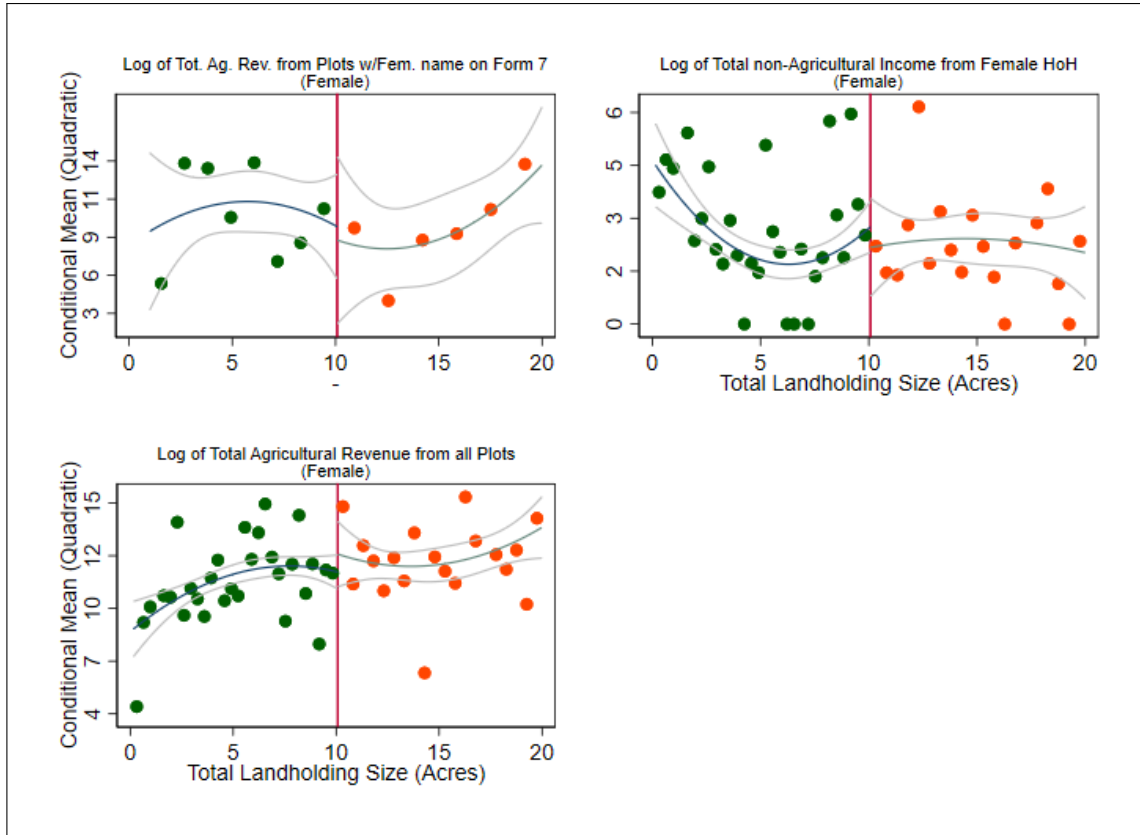 Log of Tot. Ag. Rev. from Plots w/Fem. name on Form 7
(Female)
Conditional Mean (Quadratic)
14
11
9
6
3
0 5 10 15 20
-
Log of Total non-Agricultural Income from Female HoH
(Female)
6
5
3
2
0
0 5 10 15 20
Total Landholding Size (Acres)
Log of Total Agricultural Revenue from all Plots
(Female)
Conditional Mean (Quadratic)
15
12
10
7
4
0 5 10 15 20
Total Landholding Size (Acres)